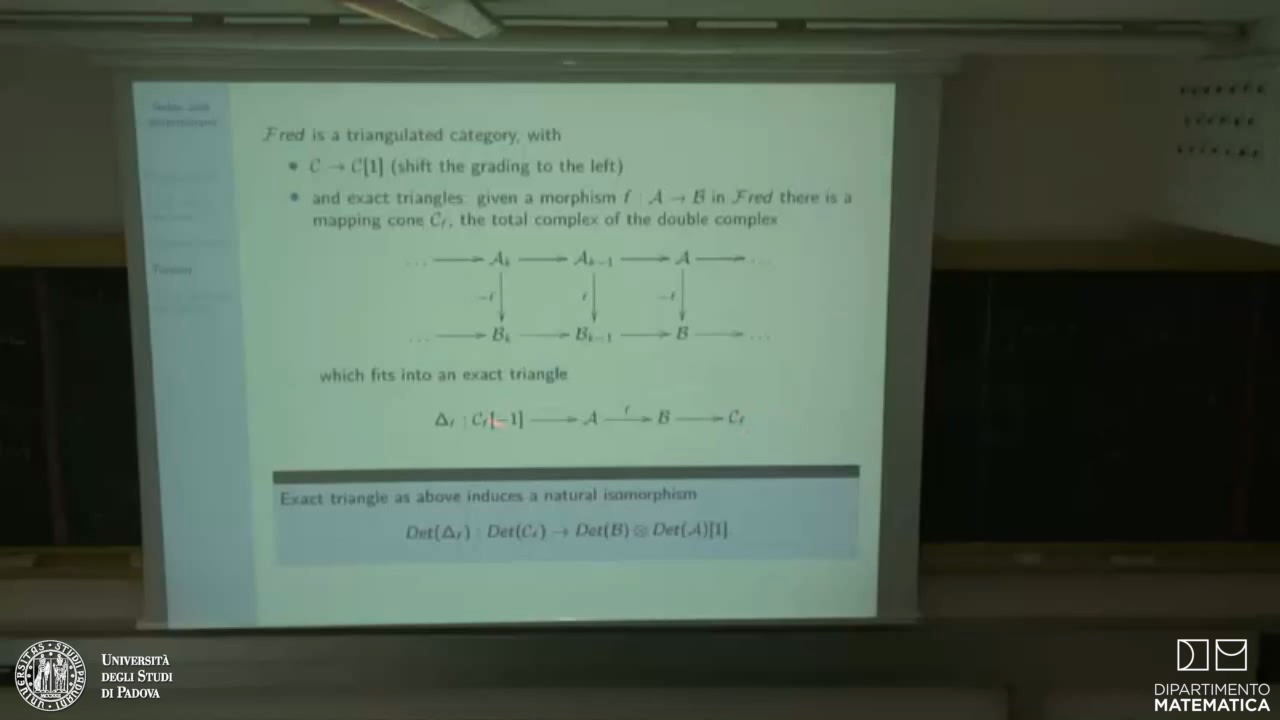 Fred is a triangulated category, with
• C → C[1] (shift the grading to the left)
• and exact triangles: given a morphism f : A → B in Fred there is a
mapping cone C_f, the total complex of the double complex
... → A_k → A_{k−1} → A → ...
−f f −f
... → B_k → B_{k−1} → B → ...
which fits into an exact triangle
Δ_f : C_f[−1] → A →^f B → C_f
Exact triangle as above induces a natural isomorphism
Det(Δ_f) : Det(C_f) → Det(B) ⊗ Det(A)[1].
UNIVERSITÀ
DEGLI STUDI
DI PADOVA
DIPARTIMENTO
MATEMATICA